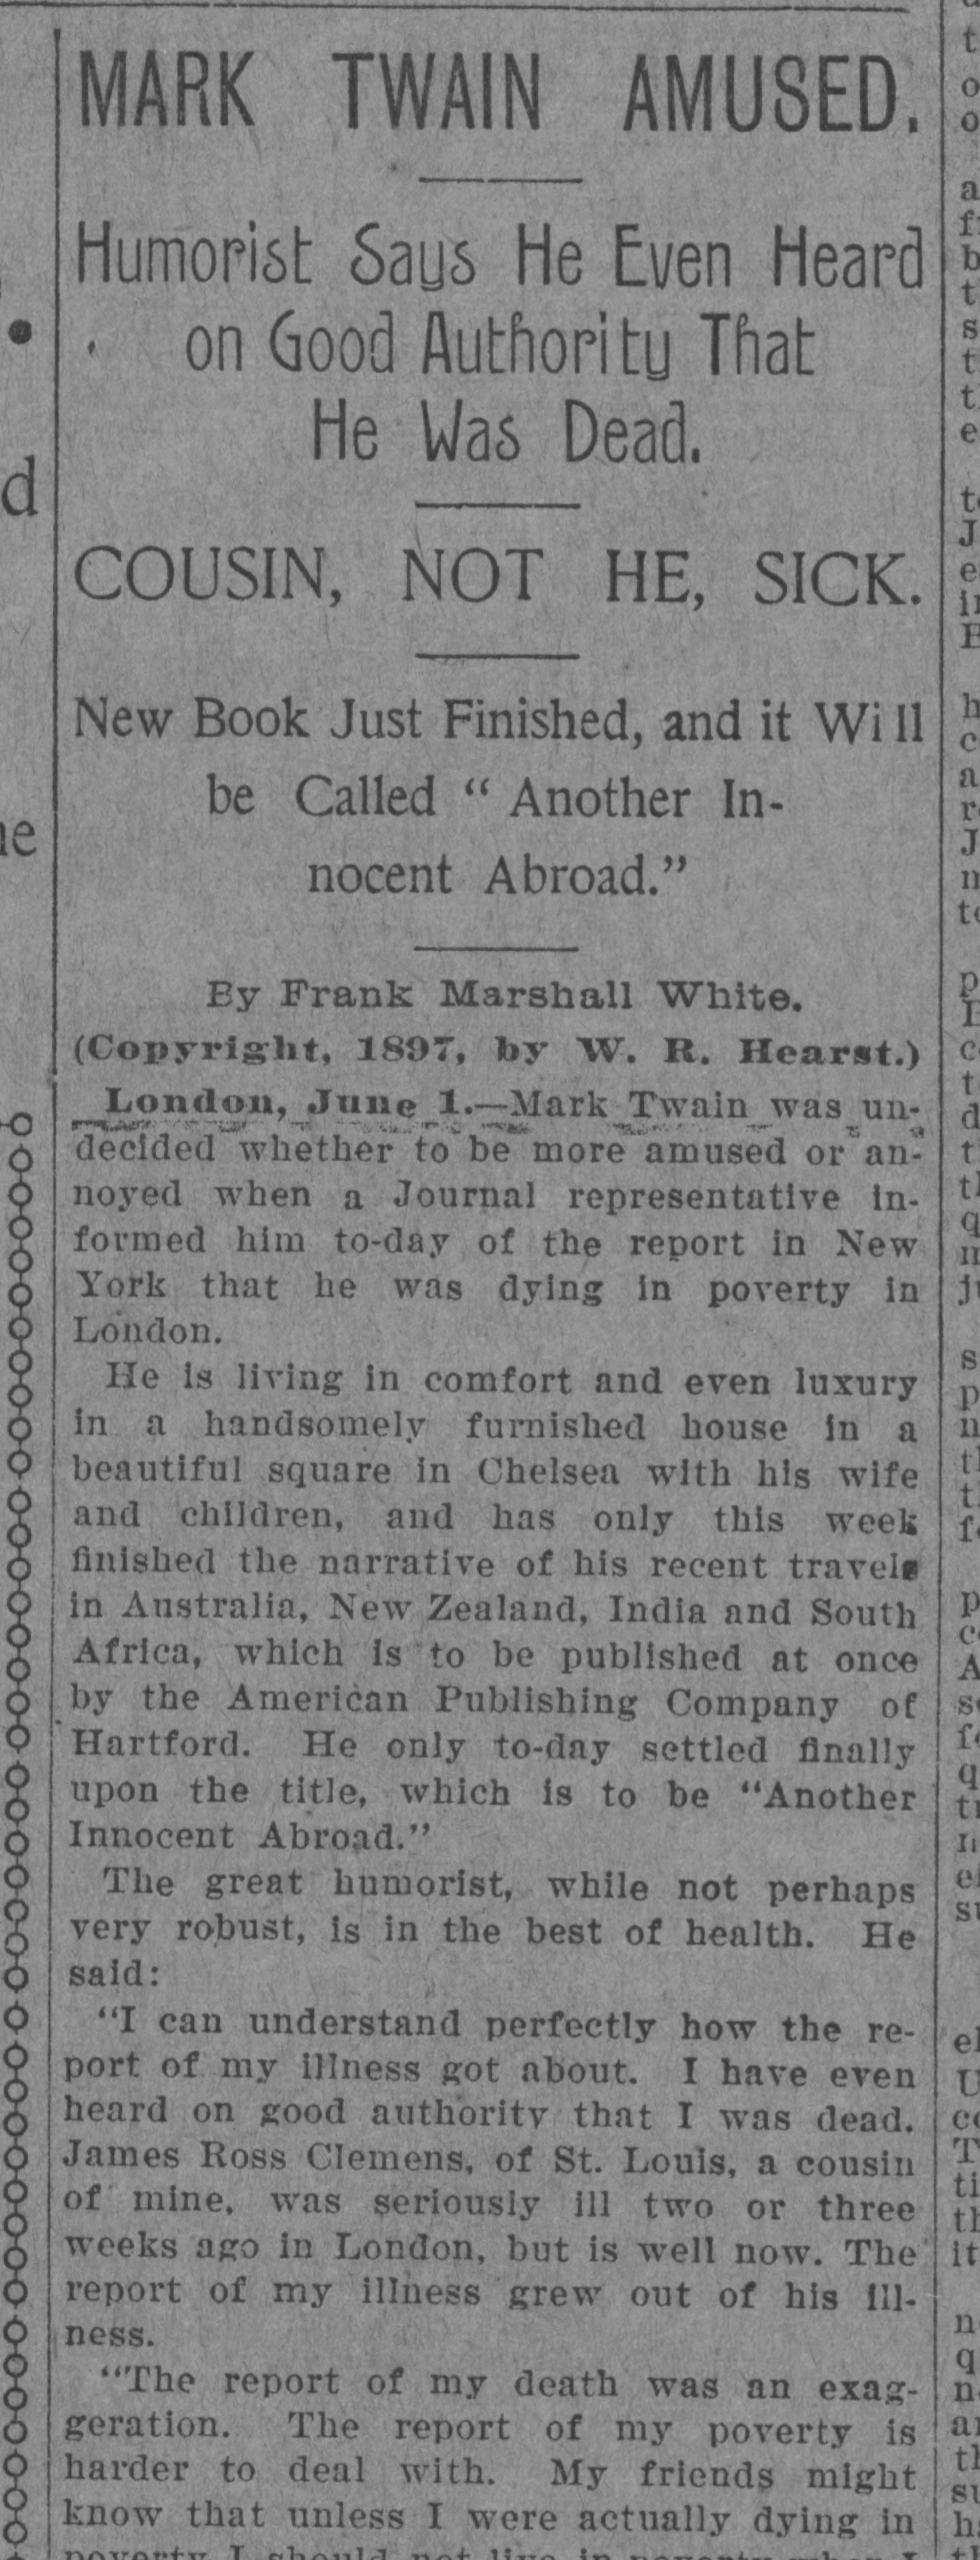 MARK TWAIN AMUSED.
Humorist Says He Even Heard
on Good Authority That
He Was Dead.
COUSIN, NOT HE, SICK.
New Book Just Finished, and it Will
be Called “ Another In-
nocent Abroad.”
By Frank Marshall White.
(Copyright, 1897, by W. R. Hearst.)
London, June 1.—Mark Twain was un-
decided whether to be more amused or an-
noyed when a Journal representative in-
formed him to-day of the report in New
York that he was dying in poverty in
London.
He is living in comfort and even luxury
in a handsomely furnished house in a
beautiful square in Chelsea with his wife
and children, and has only this week
finished the narrative of his recent travels
in Australia, New Zealand, India and South
Africa, which is to be published at once
by the American Publishing Company of
Hartford. He only to-day settled finally
upon the title, which is to be “Another
Innocent Abroad.”
The great humorist, while not perhaps
very robust, is in the best of health. He
said:
“I can understand perfectly how the re-
port of my illness got about. I have even
heard on good authority that I was dead.
James Ross Clemens, of St. Louis, a cousin
of mine, was seriously ill two or three
weeks ago in London, but is well now. The
report of my illness grew out of his ill-
ness.
“The report of my death was an exag-
geration. The report of my poverty is
harder to deal with. My friends might
know that unless I were actually dying in
poverty I should not live in poverty when I